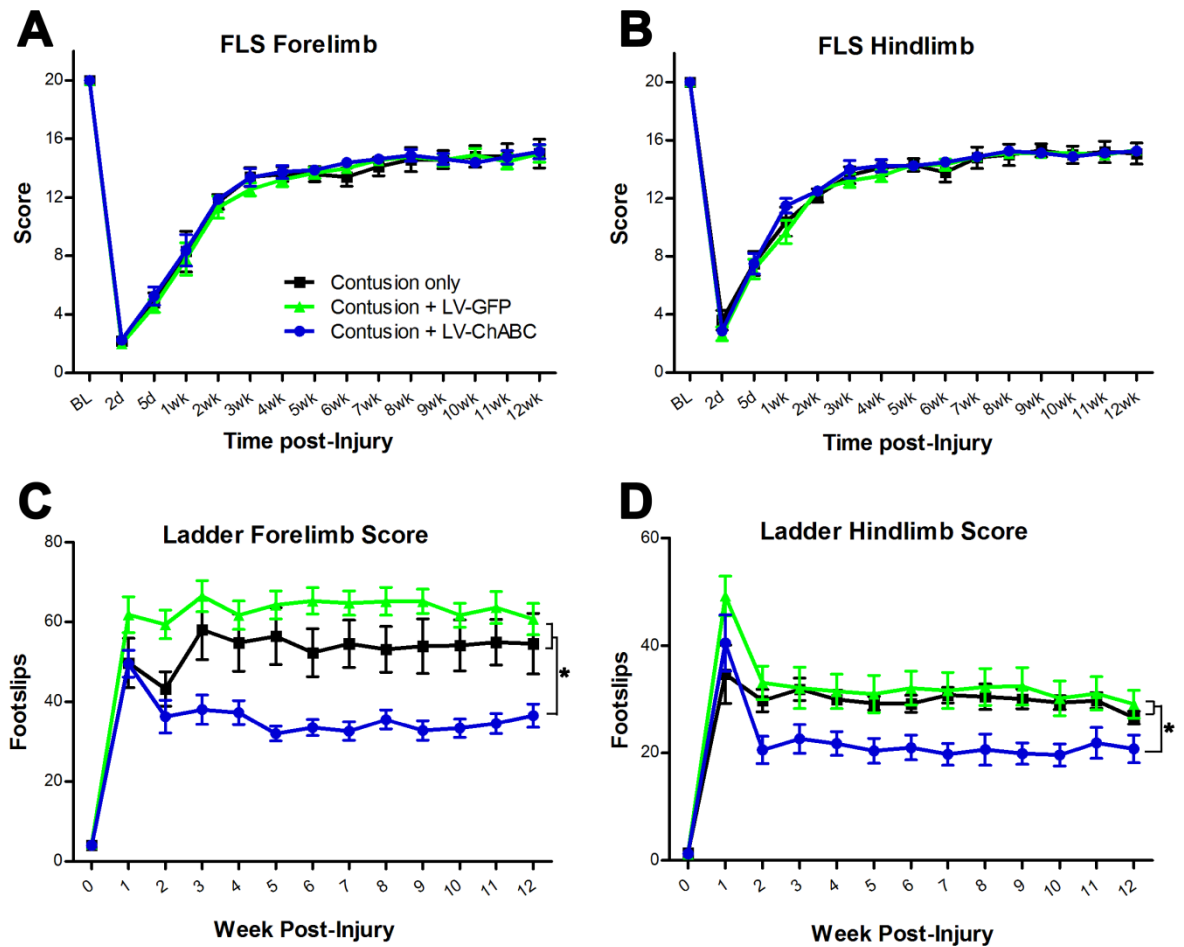 A
FLS Forelimb
Score
20
16
12
8
4
0
Contusion only
Contusion + LV-GFP
Contusion + LV-ChABC
BL 2d 5d 1wk 2wk 3wk 4wk 5wk 6wk 7wk 8wk 9wk 10wk 11wk 12wk
Time post-Injury
B
FLS Hindlimb
Score
20
16
12
8
4
0
BL 2d 5d 1wk 2wk 3wk 4wk 5wk 6wk 7wk 8wk 9wk 10wk 11wk 12wk
Time post-Injury
C
Ladder Forelimb Score
Footslips
80
60
40
20
0
*
0 1 2 3 4 5 6 7 8 9 10 11 12
Week Post-Injury
D
Ladder Hindlimb Score
Footslips
60
40
20
0
*
0 1 2 3 4 5 6 7 8 9 10 11 12
Week Post-Injury